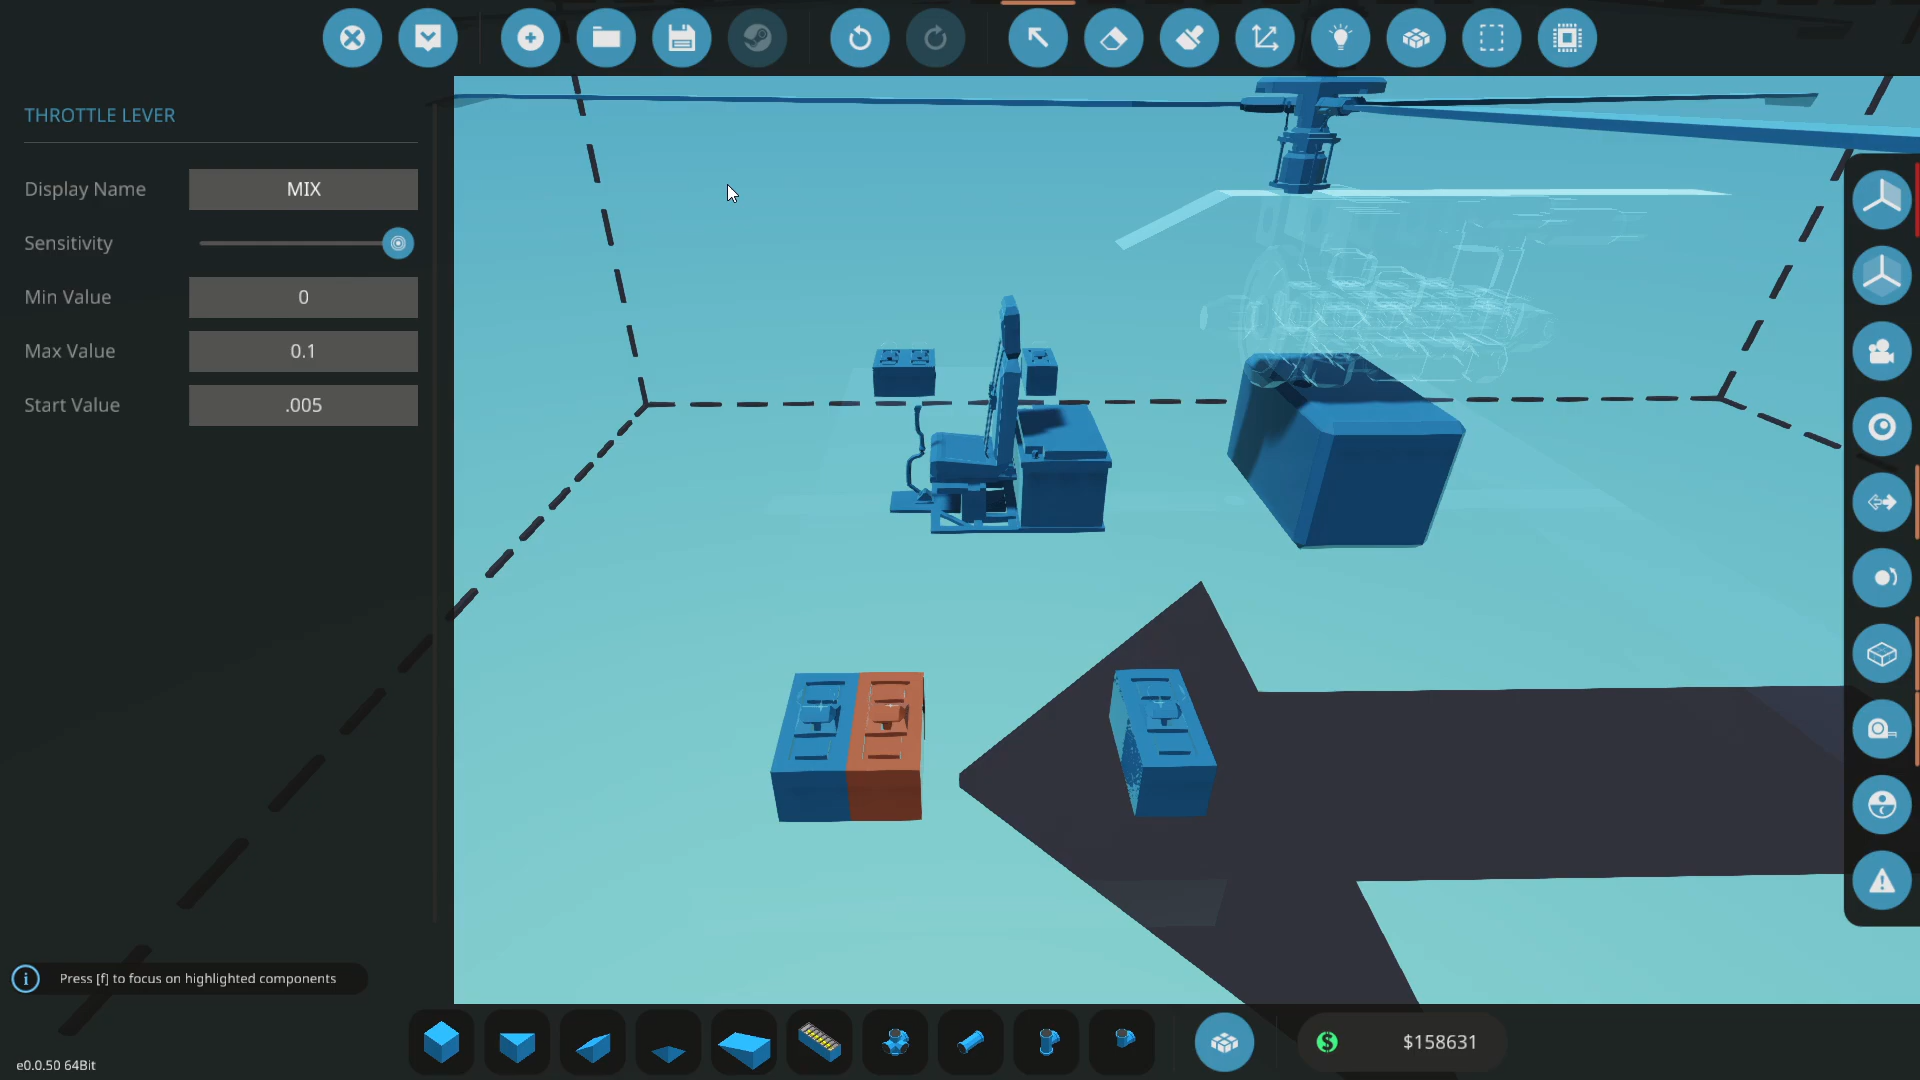 THROTTLE LEVER
Display Name MIX
Sensitivity
Min Value 0
Max Value 0.1
Start Value .005
Press [f] to focus on highlighted components
$ $158631
e0.0.50 64Bit